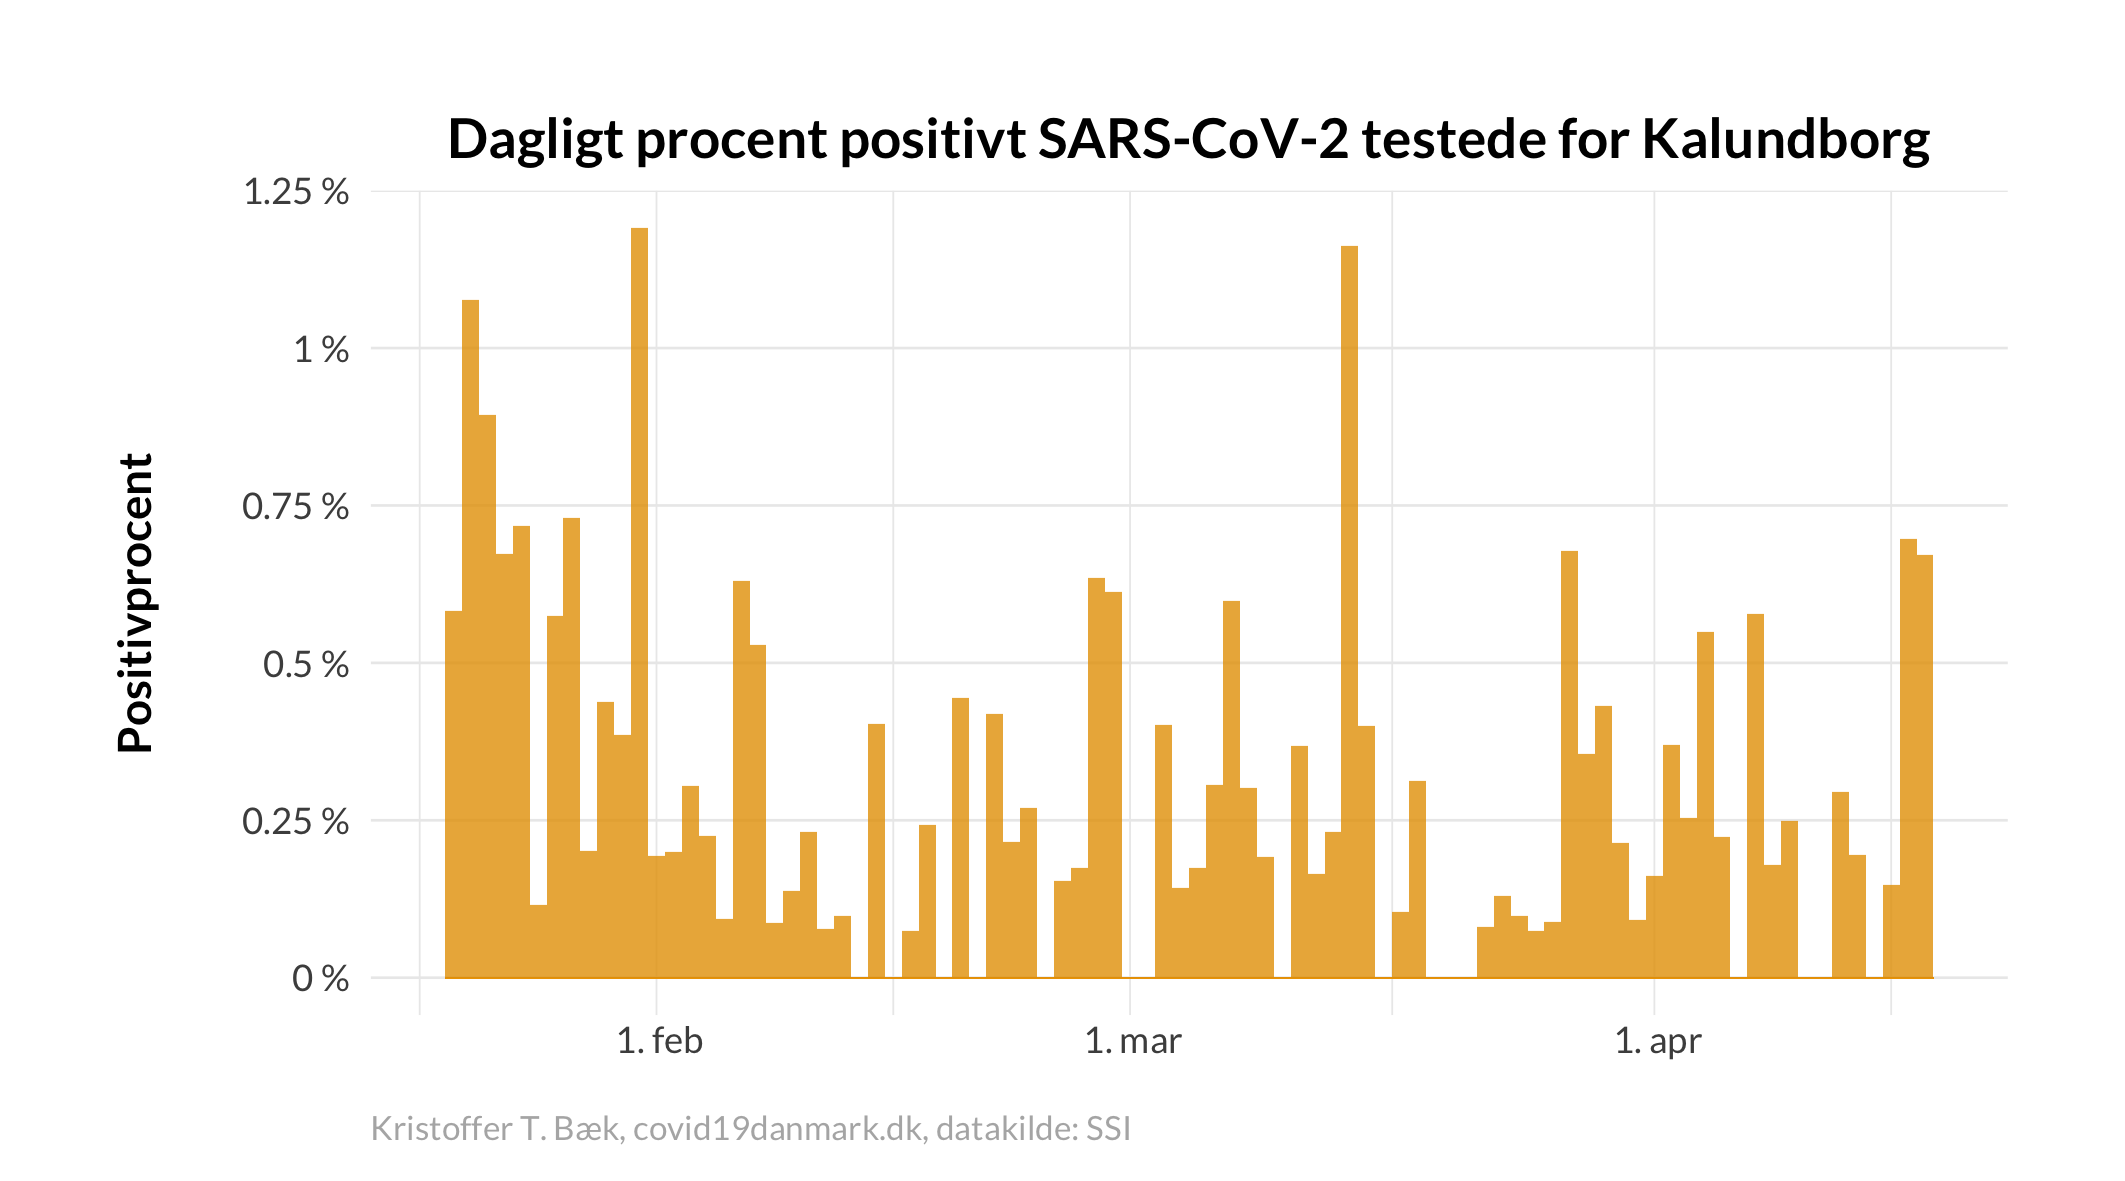 Dagligt procent positivt SARS-CoV-2 testede for Kalundborg
Positivprocent
1.25 %
1 %
0.75 %
0.5 %
0.25 %
0 %
1. feb
1. mar
1. apr
Kristoffer T. Bæk, covid19danmark.dk, datakilde: SSI